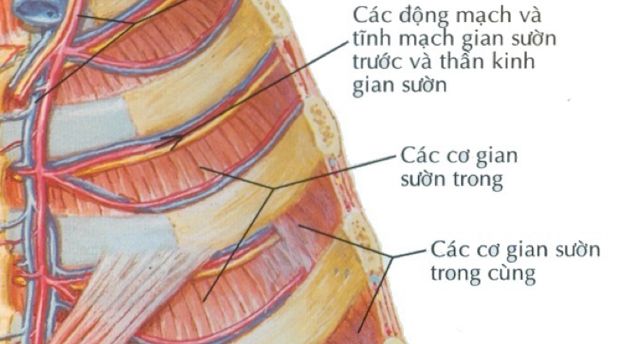 Các động mạch và
tĩnh mạch gian sườn
trước và thần kinh
gian sườn
Các cơ gian
sườn trong
Các cơ gian sườn
trong cùng